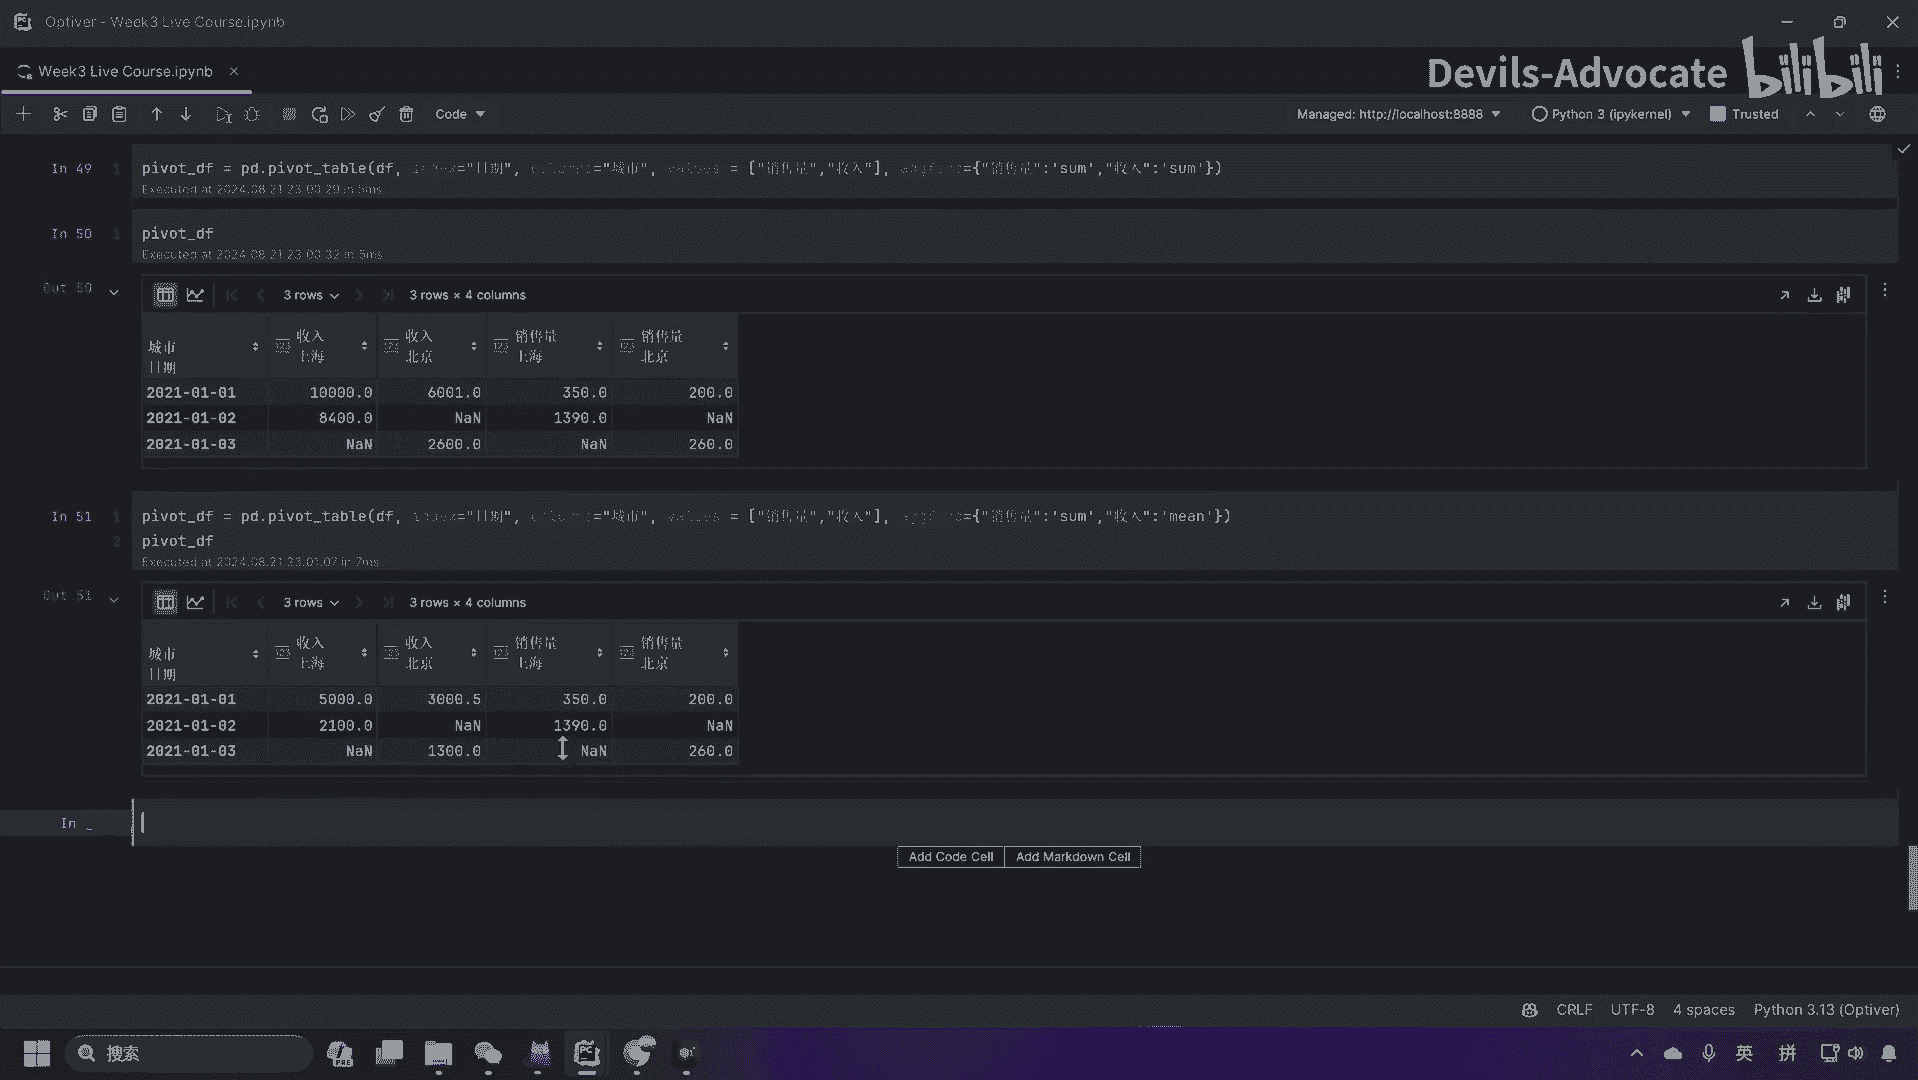 Optiver - Week3 Live Course.ipynb
Week3 Live Course.ipynb
Devils-Advocate bilibili
Code
Managed: http://localhost:8888
Python 3 (ipykernel)
Trusted
In 49
1
pivot_df = pd.pivot_table(df, index="日期", columns="城市", values = ["销售量","收入"], aggfunc={"销售量":'sum',"收入":'sum'})
Executed at 2024.08.21 23:00:29 in 5ms
In 50
1
pivot_df
Executed at 2024.08.21 23:00:32 in 6ms
Out 50
3 rows
3 rows × 4 columns
城市 日期
收入 上海
收入 北京
销售量 上海
销售量 北京
2021-01-01 10000.0 6001.0 350.0 200.0
2021-01-02 8400.0 NaN 1390.0 NaN
2021-01-03 NaN 2600.0 NaN 260.0
In 51
1
pivot_df = pd.pivot_table(df, index="日期", columns="城市", values = ["销售量","收入"], aggfunc={"销售量":'sum',"收入":'mean'})
2
pivot_df
Executed at 2024.08.21 23:01:07 in 7ms
Out 51
3 rows
3 rows × 4 columns
城市 日期
收入 上海
收入 北京
销售量 上海
销售量 北京
2021-01-01 5000.0 3000.5 350.0 200.0
2021-01-02 2100.0 NaN 1390.0 NaN
2021-01-03 NaN 1300.0 NaN 260.0
In _
Add Code Cell
Add Markdown Cell
CRLF
UTF-8
4 spaces
Python 3.13 (Optiver)
搜索
英
拼